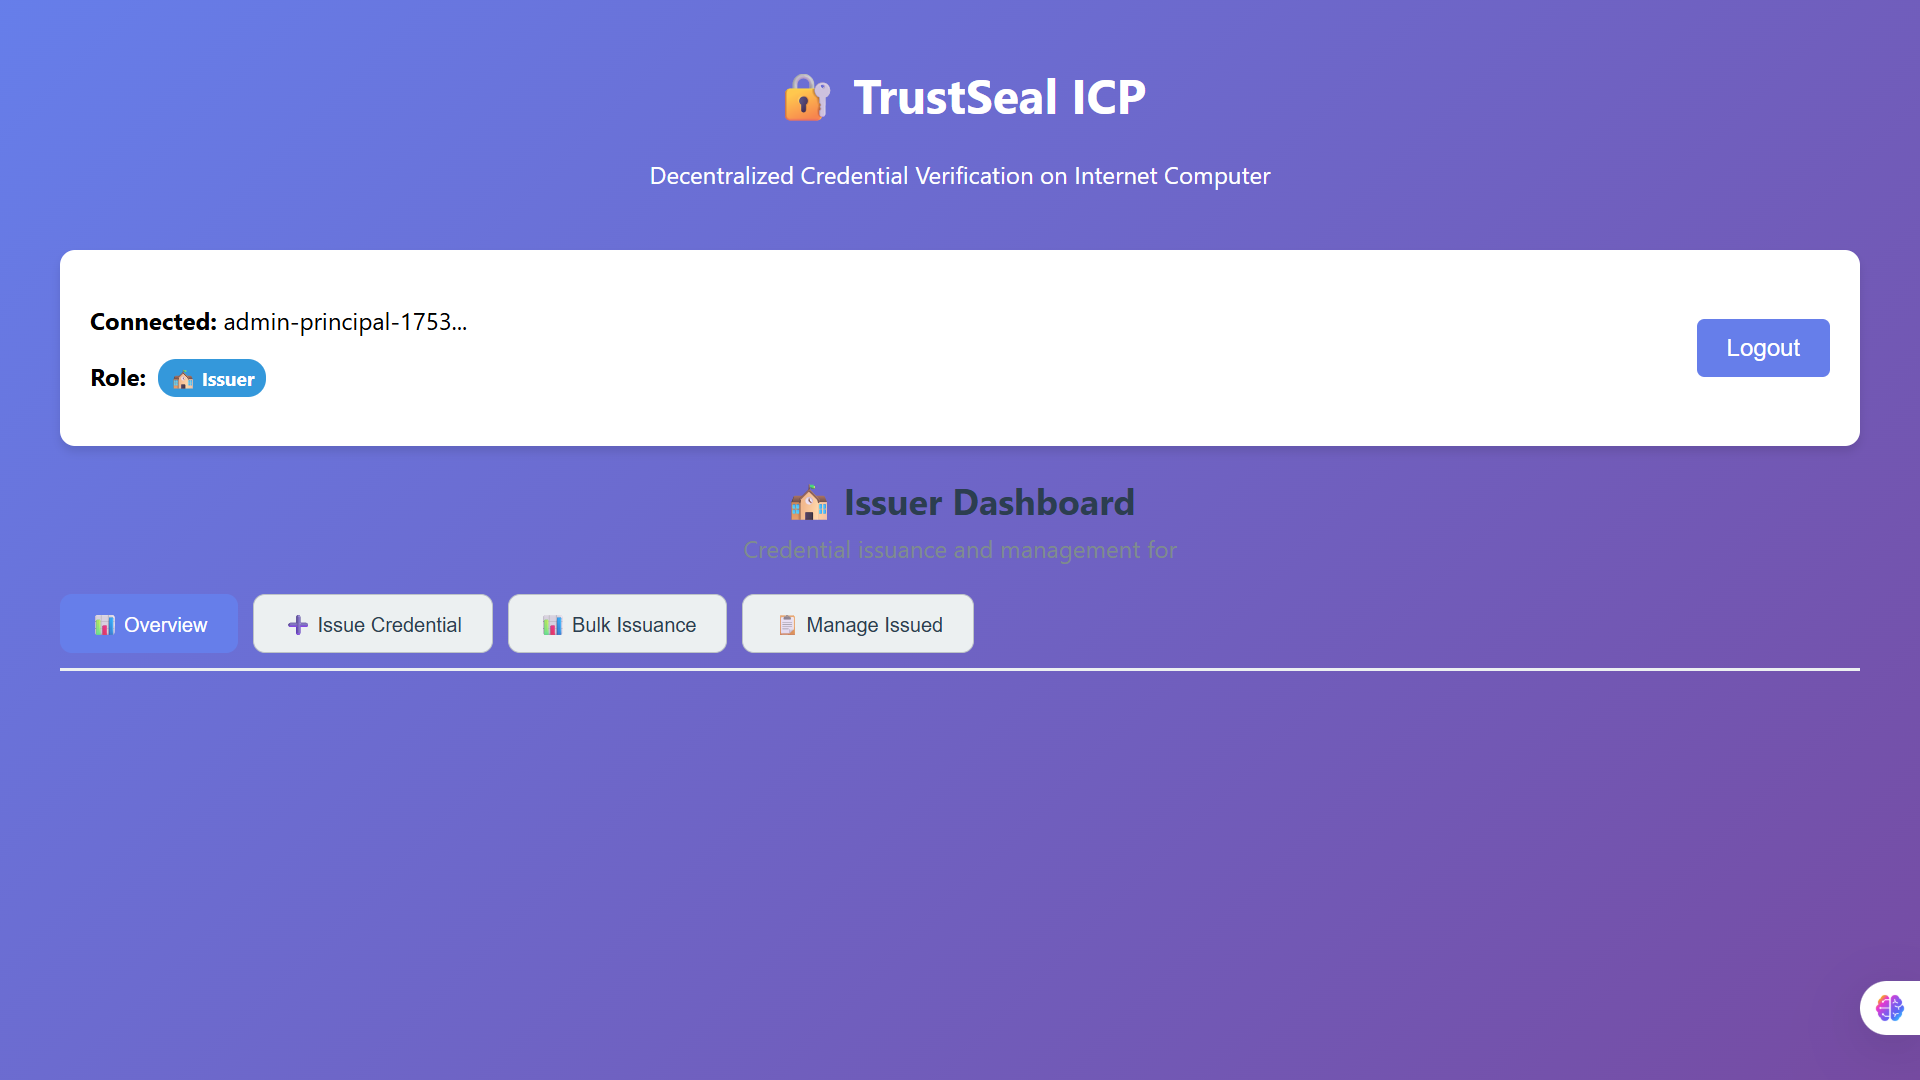 TrustSeal ICP
Decentralized Credential Verification on Internet Computer
Connected: admin-principal-1753...
Role: Issuer
Logout
Issuer Dashboard
Credential issuance and management for
Overview
Issue Credential
Bulk Issuance
Manage Issued